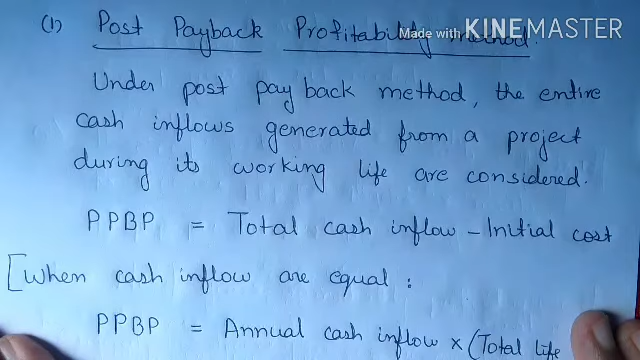 Made with KINEMASTER
(1) Post Payback Profitability method.
Under post payback method, the entire
cash inflows generated from a project
during its working life are considered.
PPBP = Total cash inflow - Initial cost
[When cash inflow are equal :
PPBP = Annual cash inflow × (Total life